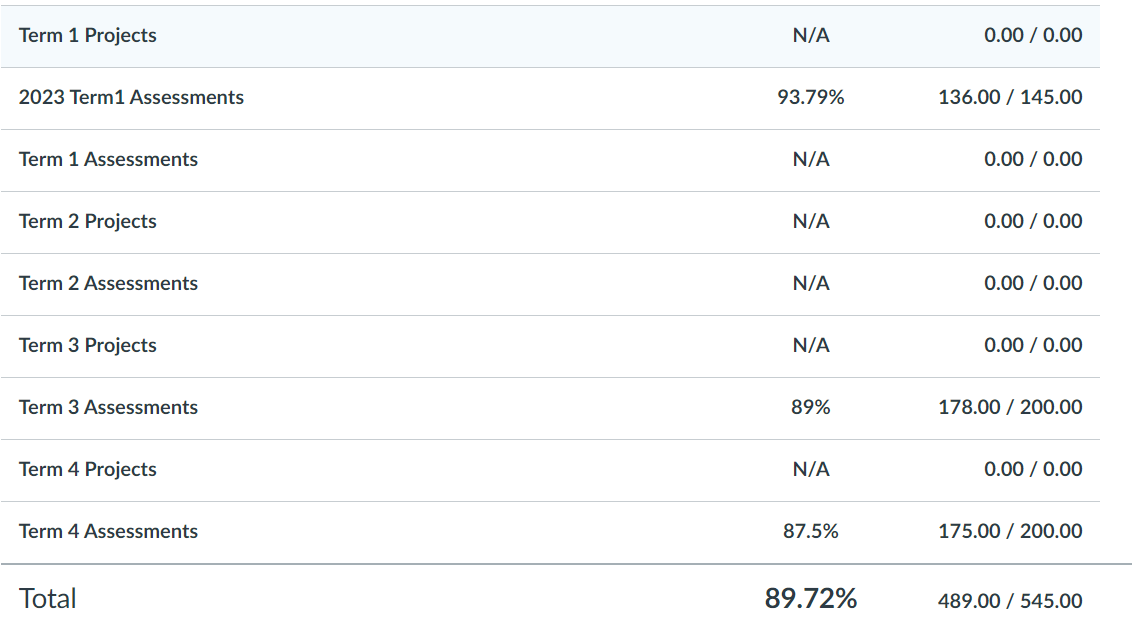 Term 1 Projects N/A 0.00 / 0.00
2023 Term1 Assessments 93.79% 136.00 / 145.00
Term 1 Assessments N/A 0.00 / 0.00
Term 2 Projects N/A 0.00 / 0.00
Term 2 Assessments N/A 0.00 / 0.00
Term 3 Projects N/A 0.00 / 0.00
Term 3 Assessments 89% 178.00 / 200.00
Term 4 Projects N/A 0.00 / 0.00
Term 4 Assessments 87.5% 175.00 / 200.00
Total 89.72% 489.00 / 545.00